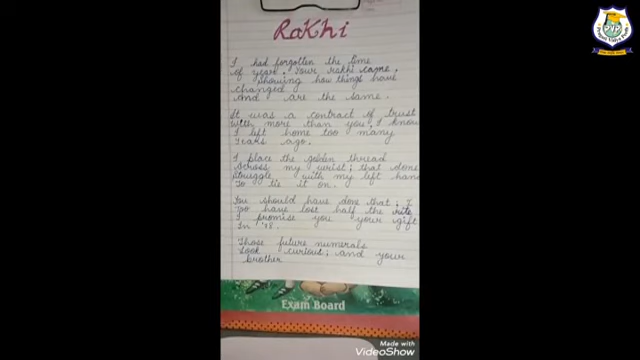 Rakhi
I had forgotten the time
of year. Your rakhi came,
showing how things have
changed
and are the same.
It was a contract of trust
With more than you, I know
I left home too many
Years ago.
I place the golden thread
Across my wrist; that done
struggle with my left hand
To tie it on.
You should have done that; I
Too have lost half the rite
I promise you your gift
In '98.
Those future numerals
Look curlout; and your
brother
Exam Board
Made with
VideoShow